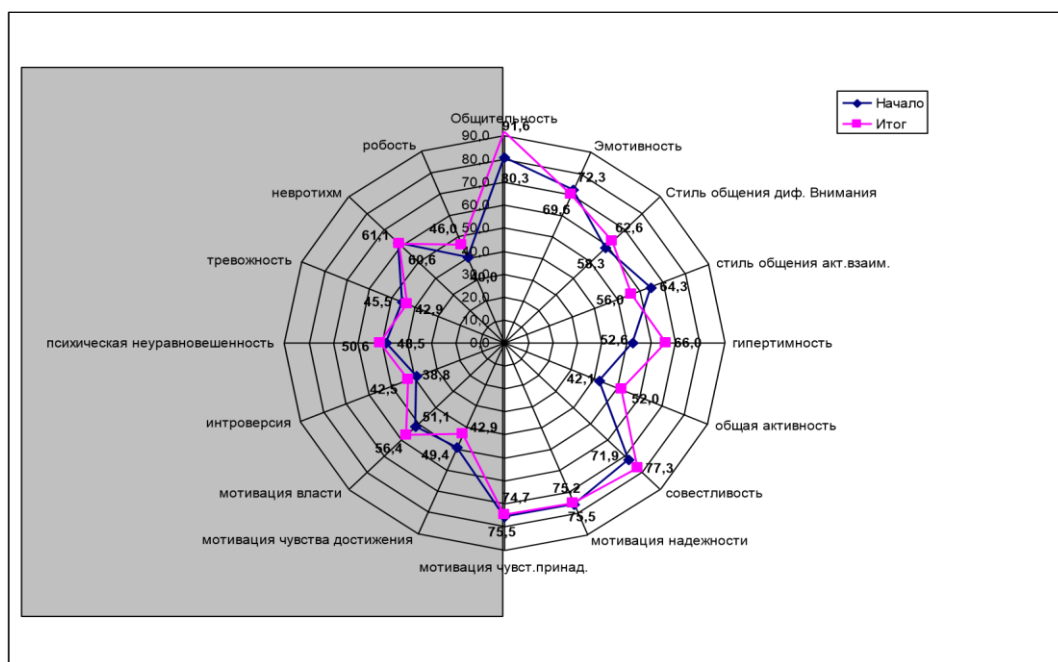 Начало
Итог
Общительность
91,6
90,0
80,0
70,0
60,0
50,0
40,0
30,0
20,0
10,0
0,0
80,3
Эмотивность
72,3
69,6
Стиль общения диф. Внимания
62,6
58,3
стиль общения акт.взаим.
64,3
56,0
гипертимность
52,6
66,0
общая активность
42,1
52,0
совестливость
71,9
77,3
мотивация надежности
75,2
75,5
мотивация чувст.принад.
74,7
75,5
мотивация чувства достижения
42,9
49,4
мотивация власти
51,1
56,4
интроверсия
38,8
42,5
психическая неуравновешенность
50,6
48,5
тревожность
45,5
42,9
невротихм
61,1
60,6
робость
46,0
40,0